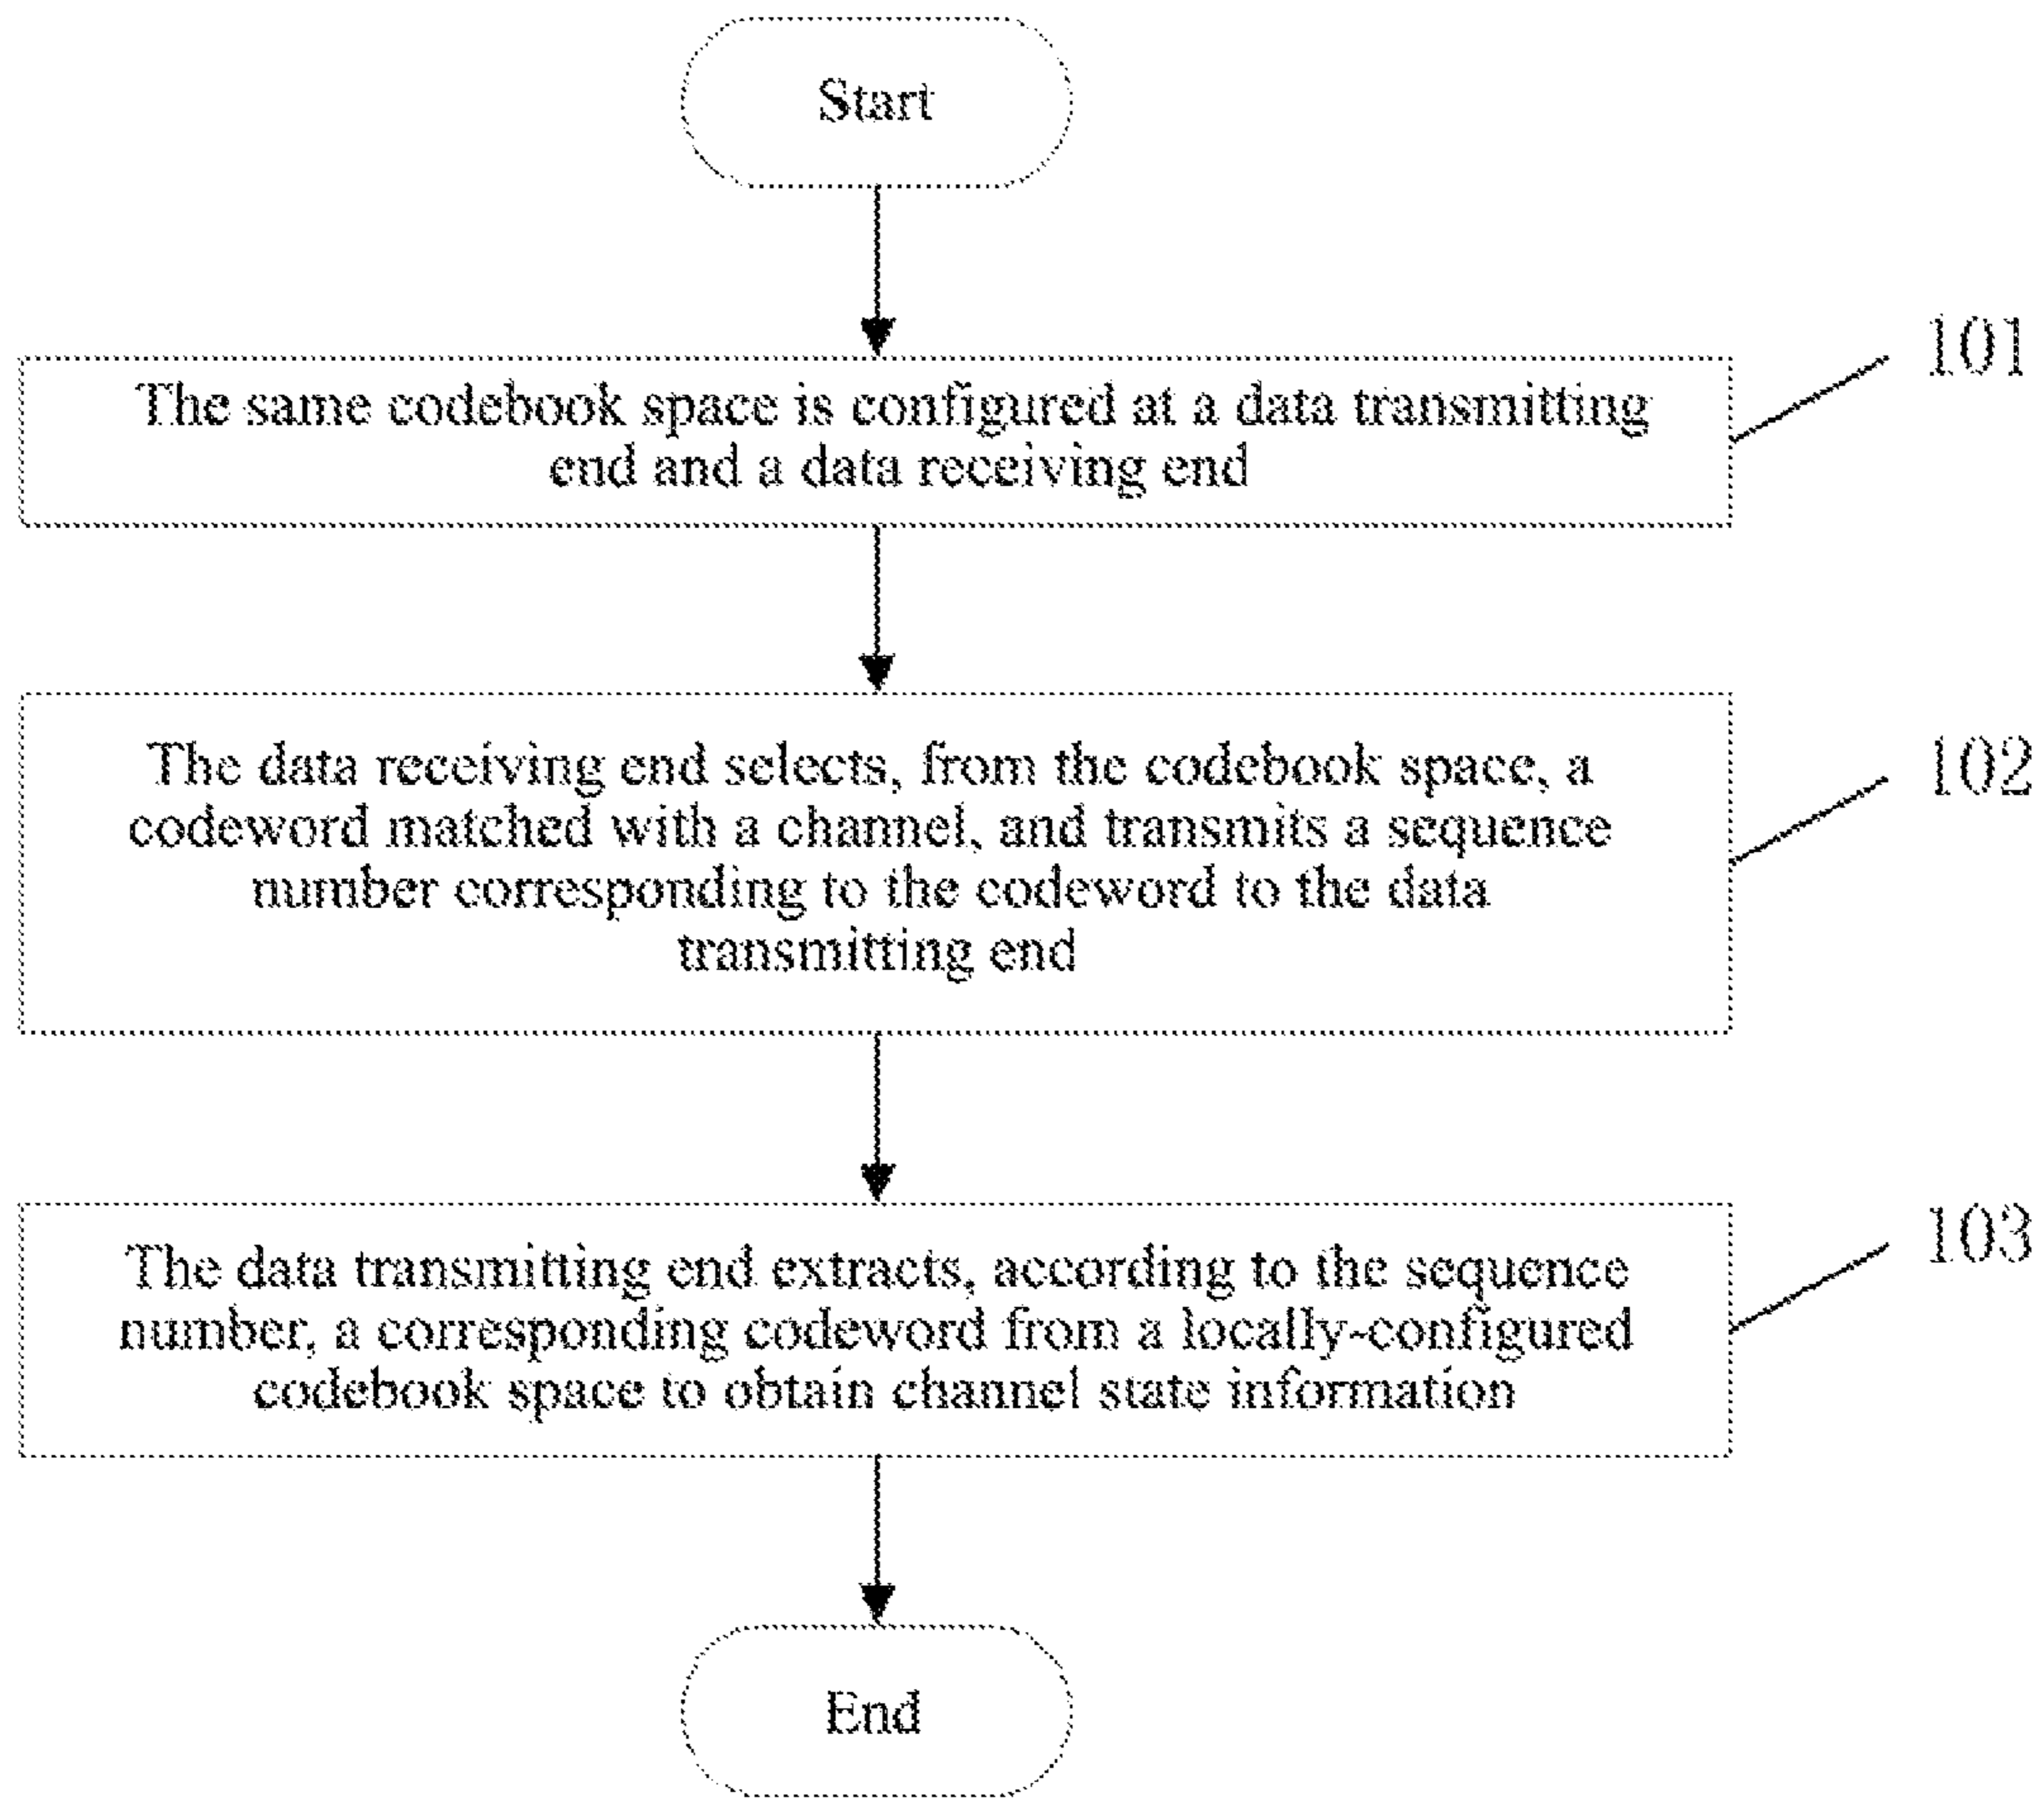 Start
101
The same codebook space is configured at a data transmitting
end and a data receiving end
102
The data receiving end selects, from the codebook space, a
codeword matched with a channel, and transmits a sequence
number corresponding to the codeword to the data
transmitting end
103
The data transmitting end extracts, according to the sequence
number, a corresponding codeword from a locally-configured
codebook space to obtain channel state information
End